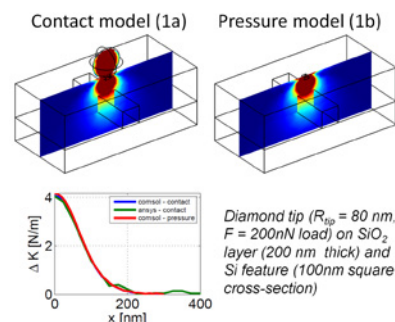 Contact model (1a)
Pressure model (1b)
4
2
0
Δ K [N/m]
comsol - contact
ansys - contact
comsol - pressure
0
200
400
x [nm]
Diamond tip (Rtip = 80 nm,
F = 200nN load) on SiO2
layer (200 nm thick) and
Si feature (100nm square
cross-section)